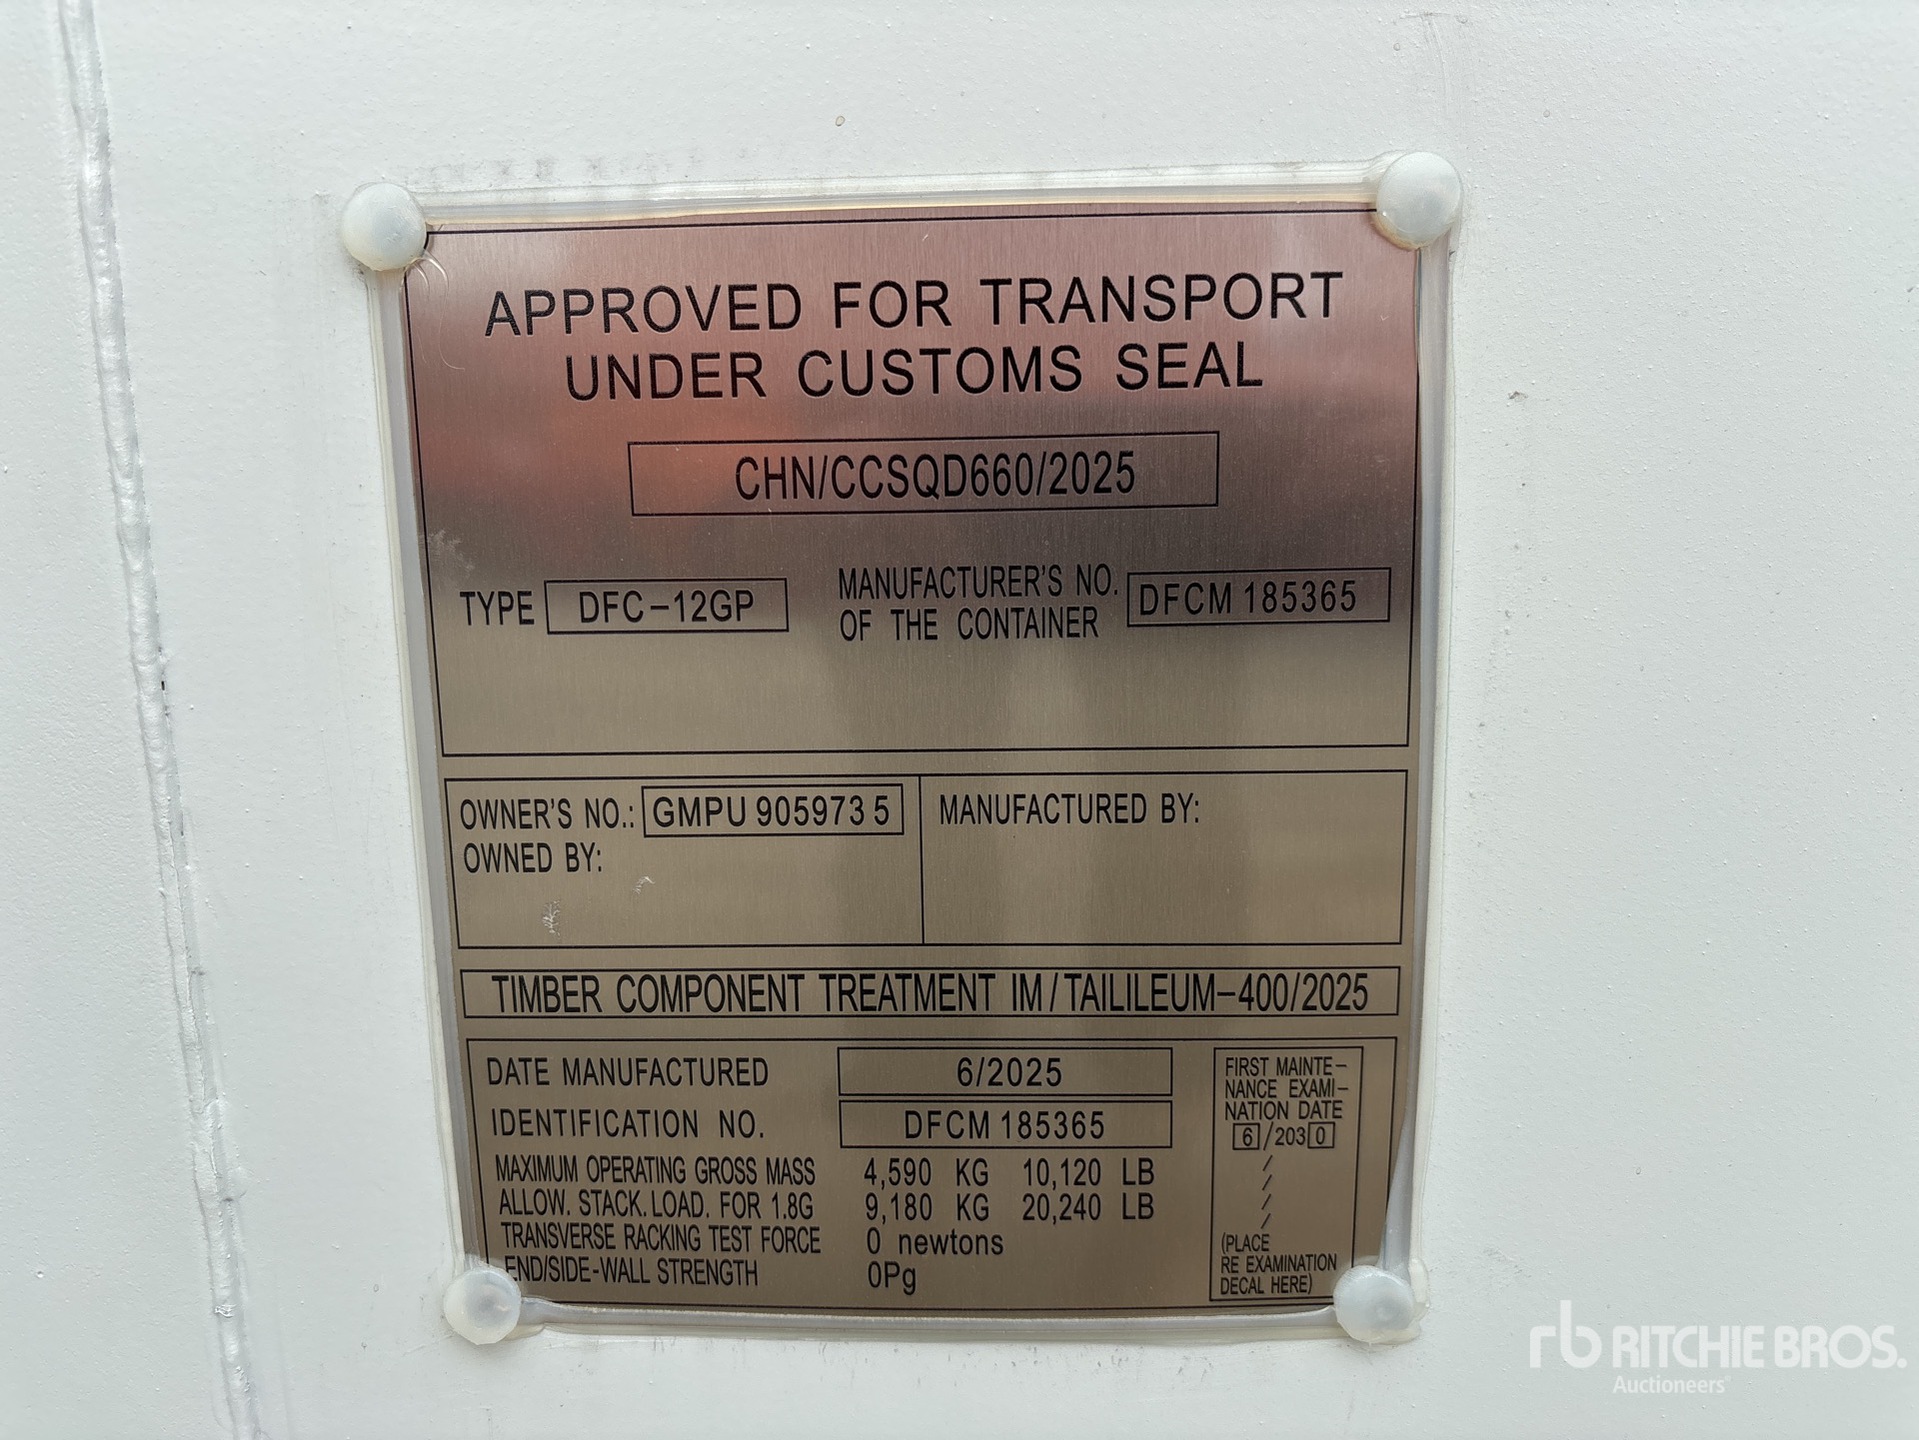 APPROVED FOR TRANSPORT
UNDER CUSTOMS SEAL
CHN/CCSQD660/2025
TYPE DFC-12GP
MANUFACTURER'S NO.
OF THE CONTAINER
DFCM 185365
OWNER'S NO.: GMPU 905973 5
OWNED BY:
MANUFACTURED BY:
TIMBER COMPONENT TREATMENT IM/TAILILEUM-400/2025
DATE MANUFACTURED 6/2025
IDENTIFICATION NO. DFCM 185365
MAXIMUM OPERATING GROSS MASS 4,590 KG 10,120 LB
ALLOW. STACK. LOAD. FOR 1.8G 9,180 KG 20,240 LB
TRANSVERSE RACKING TEST FORCE 0 newtons
END/SIDE-WALL STRENGTH 0Pg
FIRST MAINTE-
NANCE EXAMI-
NATION DATE
6/2030
/
/
/
/
(PLACE
RE EXAMINATION
DECAL HERE)
rb RITCHIE BROS.
Auctioneers